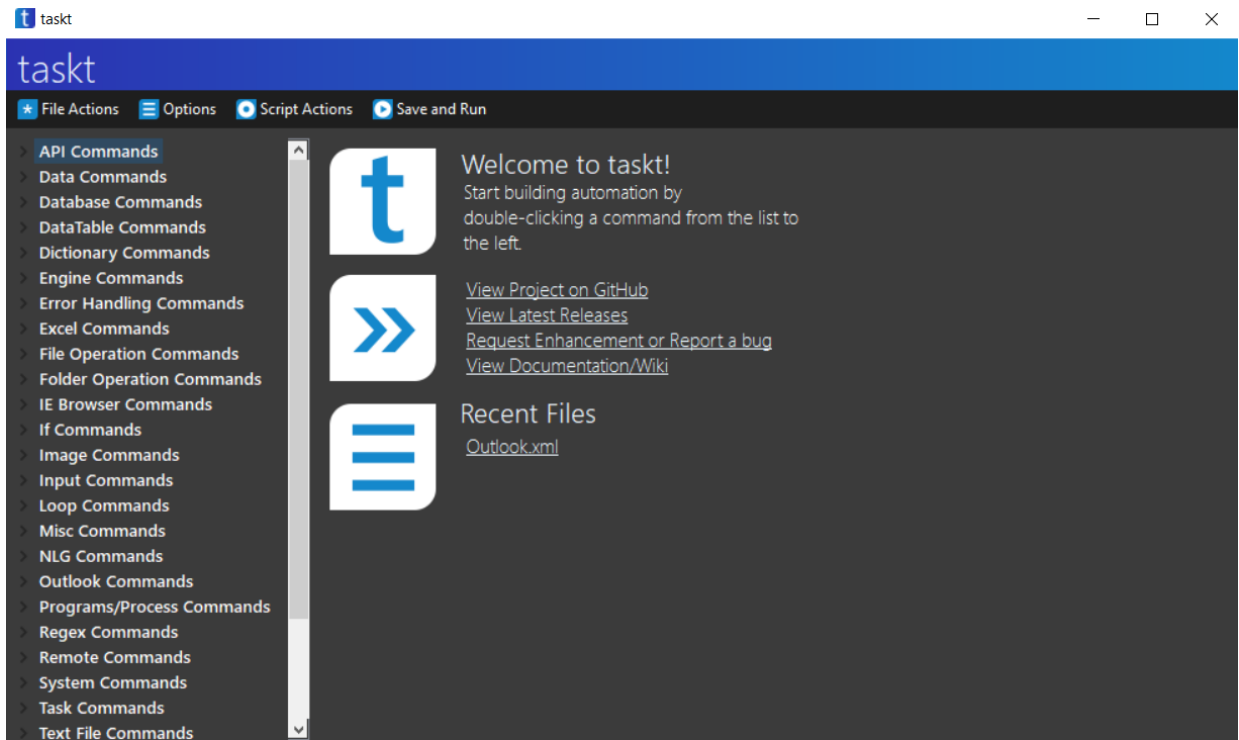 taskt
taskt
File Actions
Options
Script Actions
Save and Run
API Commands
Data Commands
Database Commands
DataTable Commands
Dictionary Commands
Engine Commands
Error Handling Commands
Excel Commands
File Operation Commands
Folder Operation Commands
IE Browser Commands
If Commands
Image Commands
Input Commands
Loop Commands
Misc Commands
NLG Commands
Outlook Commands
Programs/Process Commands
Regex Commands
Remote Commands
System Commands
Task Commands
Text File Commands
t
Welcome to taskt!
Start building automation by
double-clicking a command from the list to
the left.
View Project on GitHub
View Latest Releases
Request Enhancement or Report a bug
View Documentation/Wiki
Recent Files
Outlook.xml